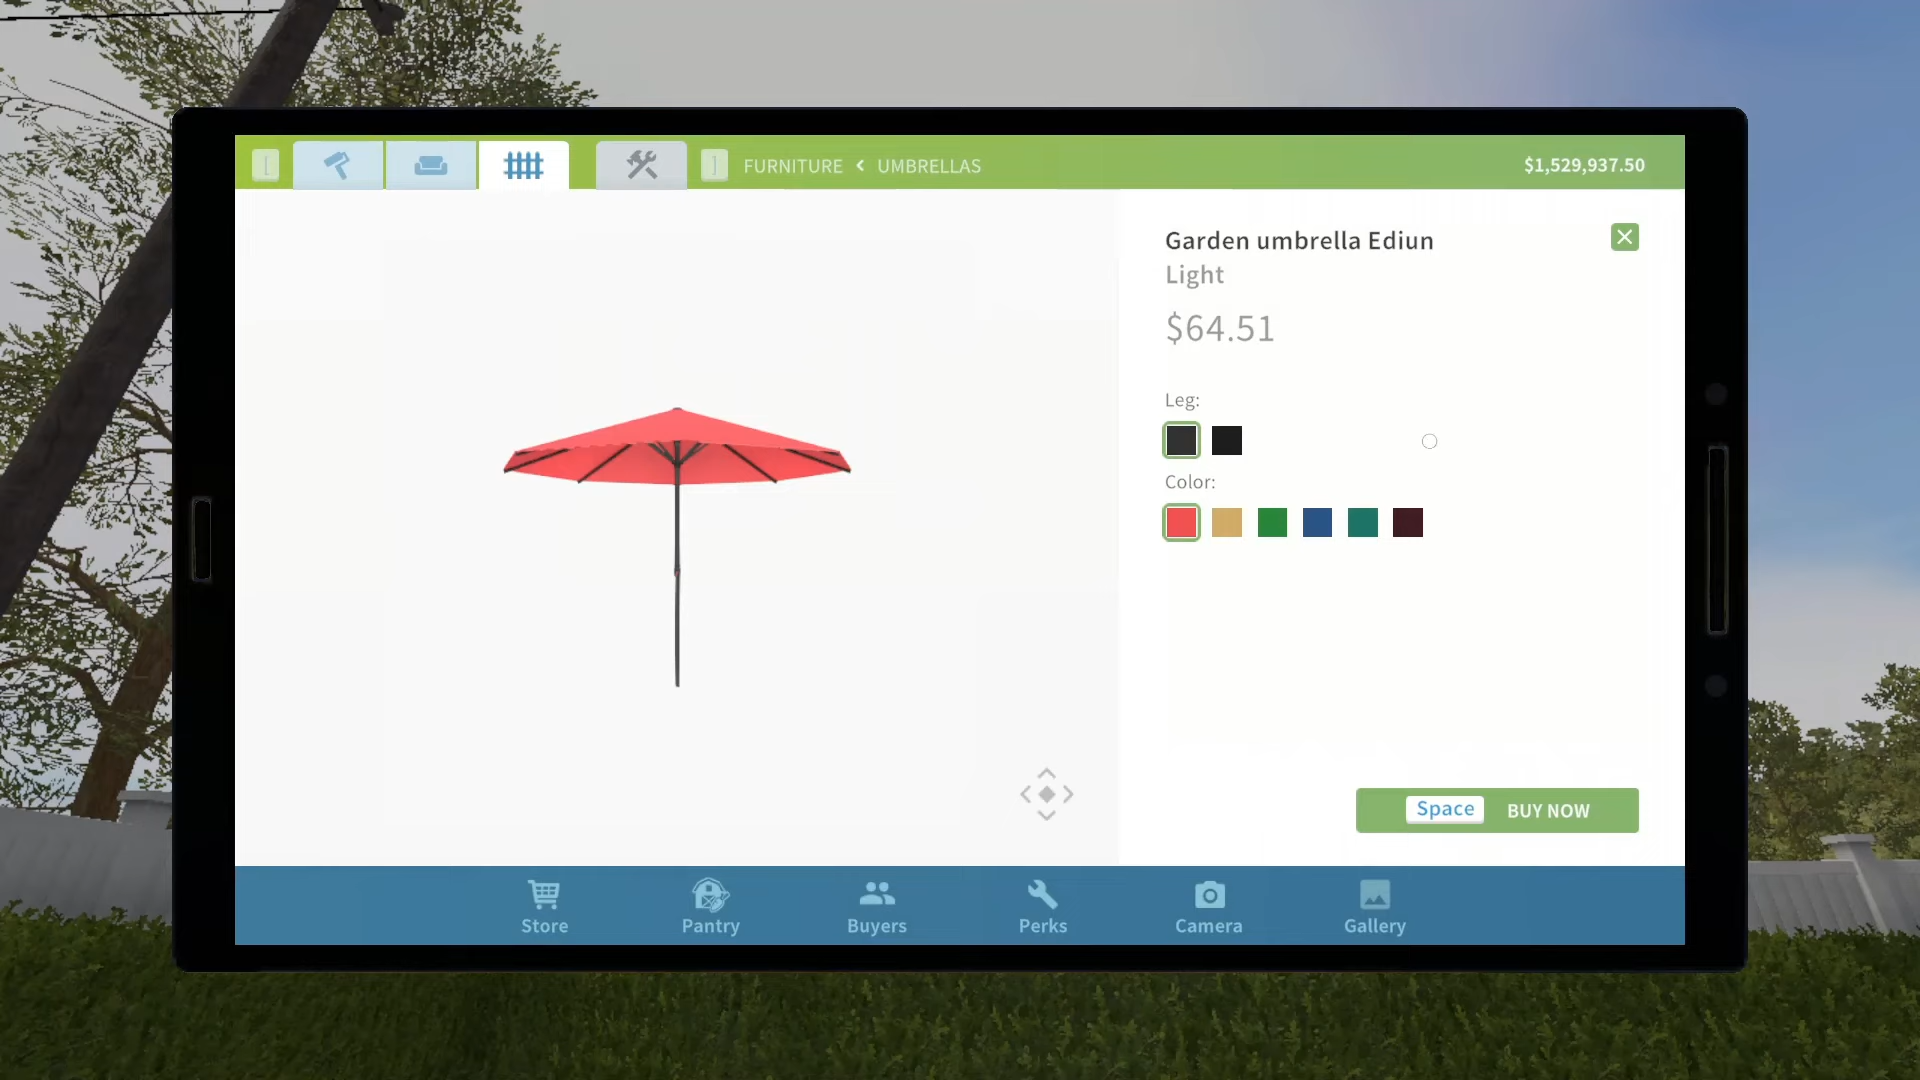 [
]
FURNITURE < UMBRELLAS
$1,529,937.50
Garden umbrella Ediun
Light
$64.51
Leg:
Color:
Space BUY NOW
Store
Pantry
Buyers
Perks
Camera
Gallery